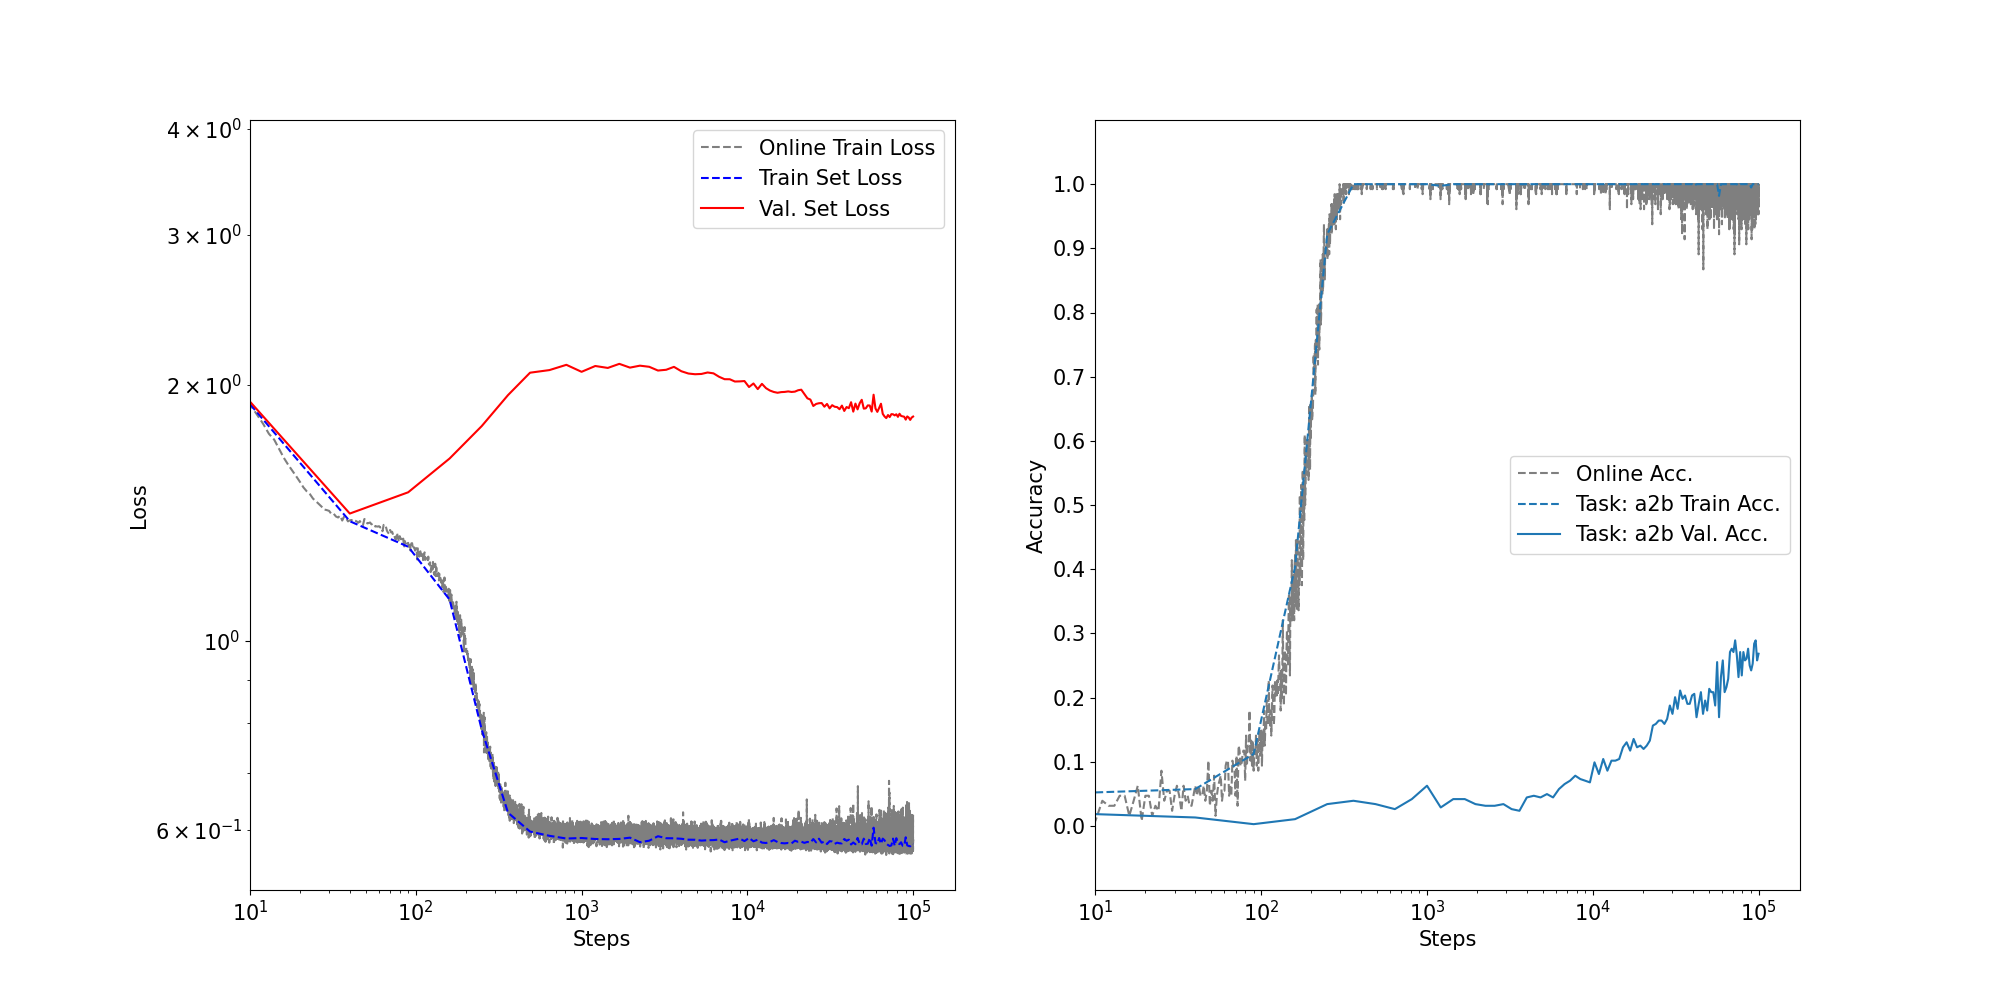 4 × 10⁰
3 × 10⁰
2 × 10⁰
10⁰
6 × 10⁻¹
Loss
10¹ 10² 10³ 10⁴ 10⁵
Steps
Online Train Loss
Train Set Loss
Val. Set Loss
1.0
0.9
0.8
0.7
0.6
0.5
0.4
0.3
0.2
0.1
0.0
Accuracy
10¹ 10² 10³ 10⁴ 10⁵
Steps
Online Acc.
Task: a2b Train Acc.
Task: a2b Val. Acc.